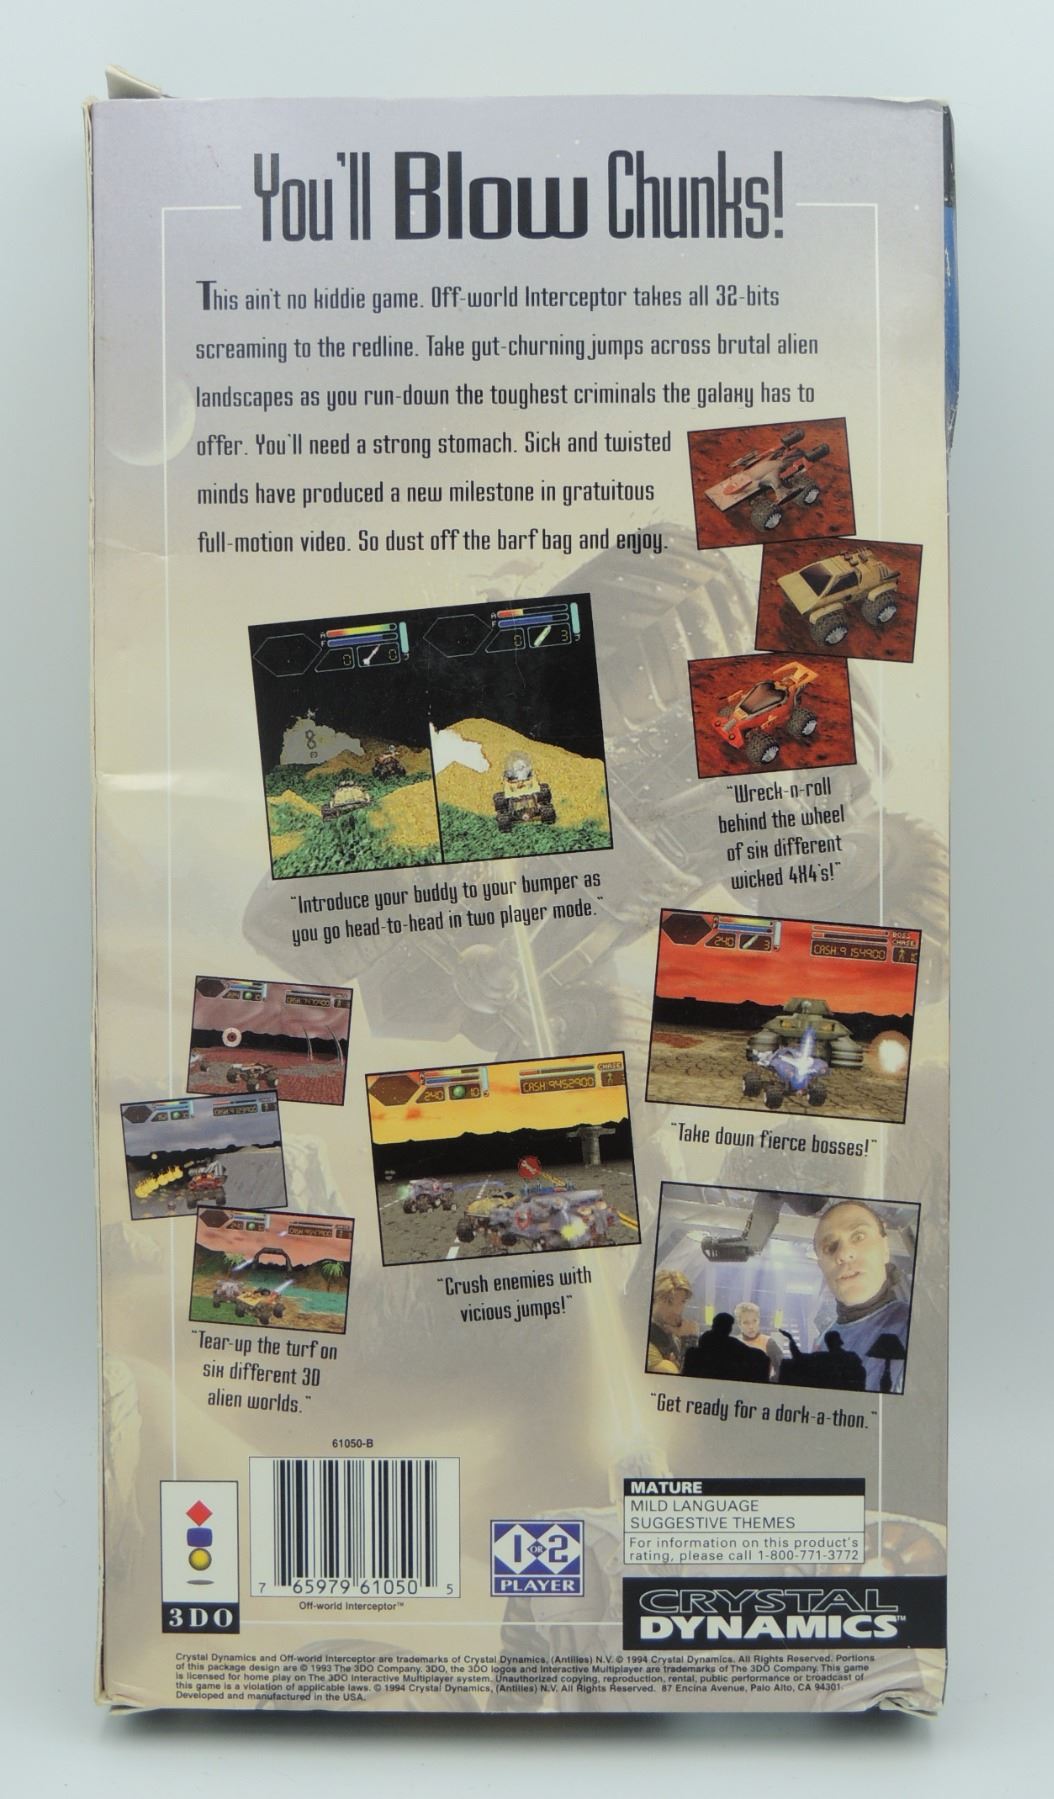 You'll Blow Chunks!
This ain't no kiddie game. Off-world Interceptor takes all 32-bits
screaming to the redline. Take gut-churning jumps across brutal alien
landscapes as you run-down the toughest criminals the galaxy has to
offer. You'll need a strong stomach. Sick and twisted
minds have produced a new milestone in gratuitous
full-motion video. So dust off the barf bag and enjoy.
"Wreck-n-roll
behind the wheel
of six different
wicked 4X4's!"
"Introduce your buddy to your bumper as
you go head-to-head in two player mode."
240 3 CASH 9154900 BOSS CHASE
"Take down fierce bosses!"
240 10 CASH 9452900 CHASE
"Crush enemies with
vicious jumps!"
"Tear-up the turf on
six different 3D
alien worlds."
"Get ready for a dork-a-thon."
61050-B
7 65979 61050 5
Off-world Interceptor™
3DO
1 OR 2
PLAYER
MATURE
MILD LANGUAGE
SUGGESTIVE THEMES
For information on this product's
rating, please call 1-800-771-3772
CRYSTAL
DYNAMICS™
Crystal Dynamics and Off-world Interceptor are trademarks of Crystal Dynamics, (Antilles) N.V. © 1994 Crystal Dynamics. All Rights Reserved. Portions
of this package design are © 1993 The 3DO Company. 3DO, the 3DO logos and Interactive Multiplayer are trademarks of The 3DO Company. This game
is licensed for home play on The 3DO Interactive Multiplayer system. Unauthorized copying, reproduction, rental, public performance or broadcast of
this game is a violation of applicable laws. © 1994 Crystal Dynamics, (Antilles) N.V. All Rights Reserved. 87 Encina Avenue, Palo Alto, CA 94301.
Developed and manufactured in the USA.